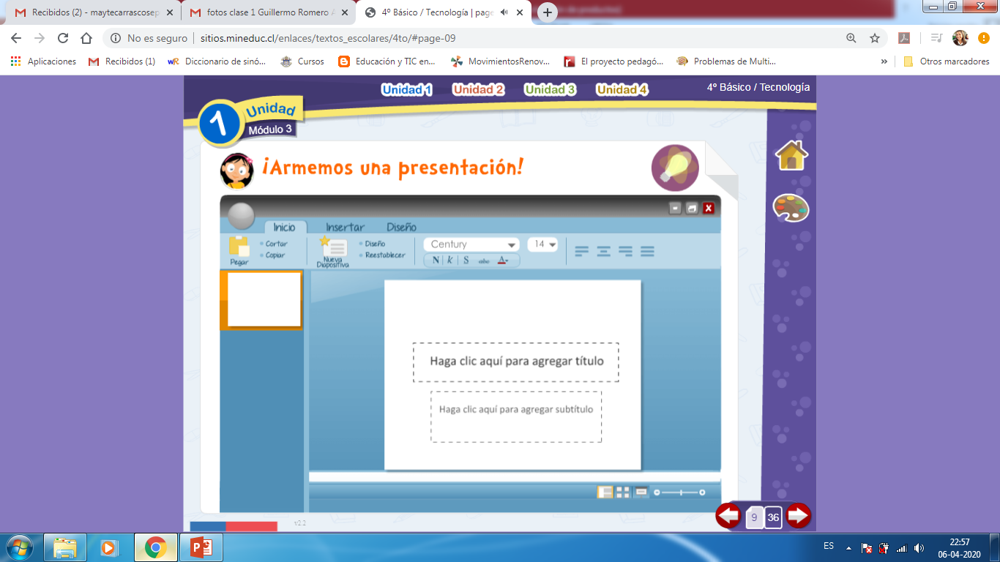 Recibidos (2) - maytecarrascosep
fotos clase 1 Guillermo Romero A
4º Básico / Tecnología | page
No es seguro | sitios.mineduc.cl/enlaces/textos_escolares/4to/#page-09
Aplicaciones
Recibidos (1)
Diccionario de sinó...
Cursos
Educación y TIC en...
MovimientosRenov...
El proyecto pedagó...
Problemas de Multi...
»
Otros marcadores
Unidad 1
Unidad 2
Unidad 3
Unidad 4
4º Básico / Tecnología
1
Unidad
Módulo 3
¡Armemos una presentación!
Inicio
Insertar
Diseño
Pegar
Cortar
Copiar
Nueva
Diapositiva
Diseño
Reestablecer
Century
14
N K S abc A
Haga clic aquí para agregar título
Haga clic aquí para agregar subtítulo
9 36
v2.2
ES
22:57
06-04-2020